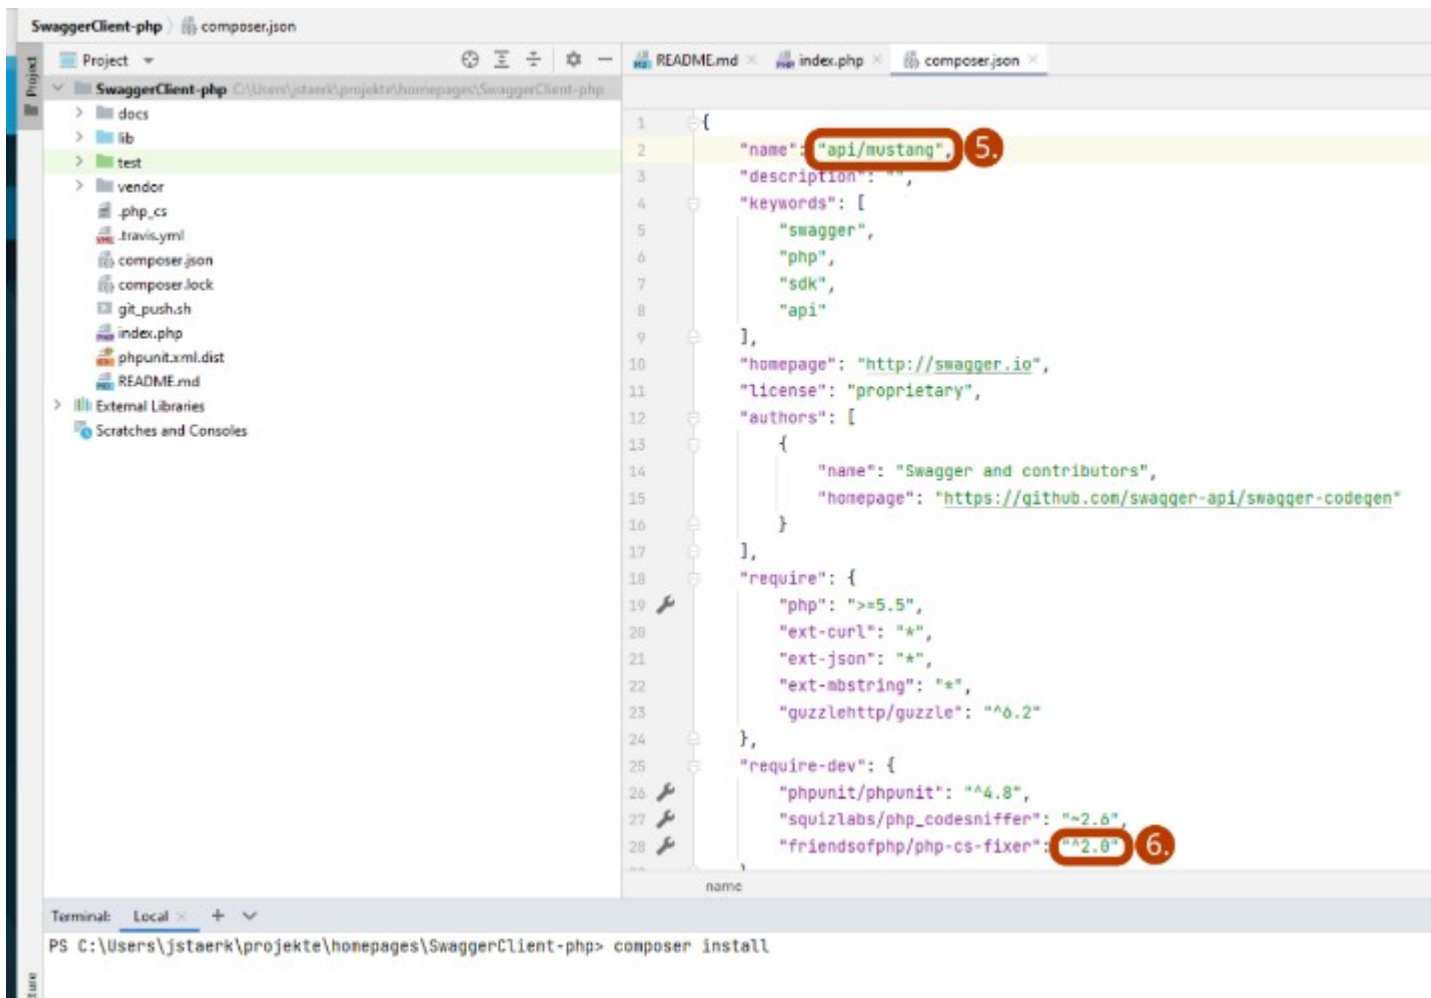 SwaggerClient-php composer.json
Project
Project
README.md
index.php
composer.json
SwaggerClient-php C:\Users\jstaerk\projekte\homepages\SwaggerClient-php
docs
lib
test
vendor
.php_cs
.travis.yml
composer.json
composer.lock
git_push.sh
index.php
phpunit.xml.dist
README.md
External Libraries
Scratches and Consoles
1 {
2 "name": "api/mustang", 5.
3 "description": "",
4 "keywords": [
5 "swagger",
6 "php",
7 "sdk",
8 "api"
9 ],
10 "homepage": "http://swagger.io",
11 "license": "proprietary",
12 "authors": [
13 {
14 "name": "Swagger and contributors",
15 "homepage": "https://github.com/swagger-api/swagger-codegen"
16 }
17 ],
18 "require": {
19 "php": ">=5.5",
20 "ext-curl": "*",
21 "ext-json": "*",
22 "ext-mbstring": "*",
23 "guzzlehttp/guzzle": "^6.2"
24 },
25 "require-dev": {
26 "phpunit/phpunit": "^4.8",
27 "squizlabs/php_codesniffer": "~2.6",
28 "friendsofphp/php-cs-fixer": "^2.0" 6.
name
Terminal: Local
PS C:\Users\jstaerk\projekte\homepages\SwaggerClient-php> composer install